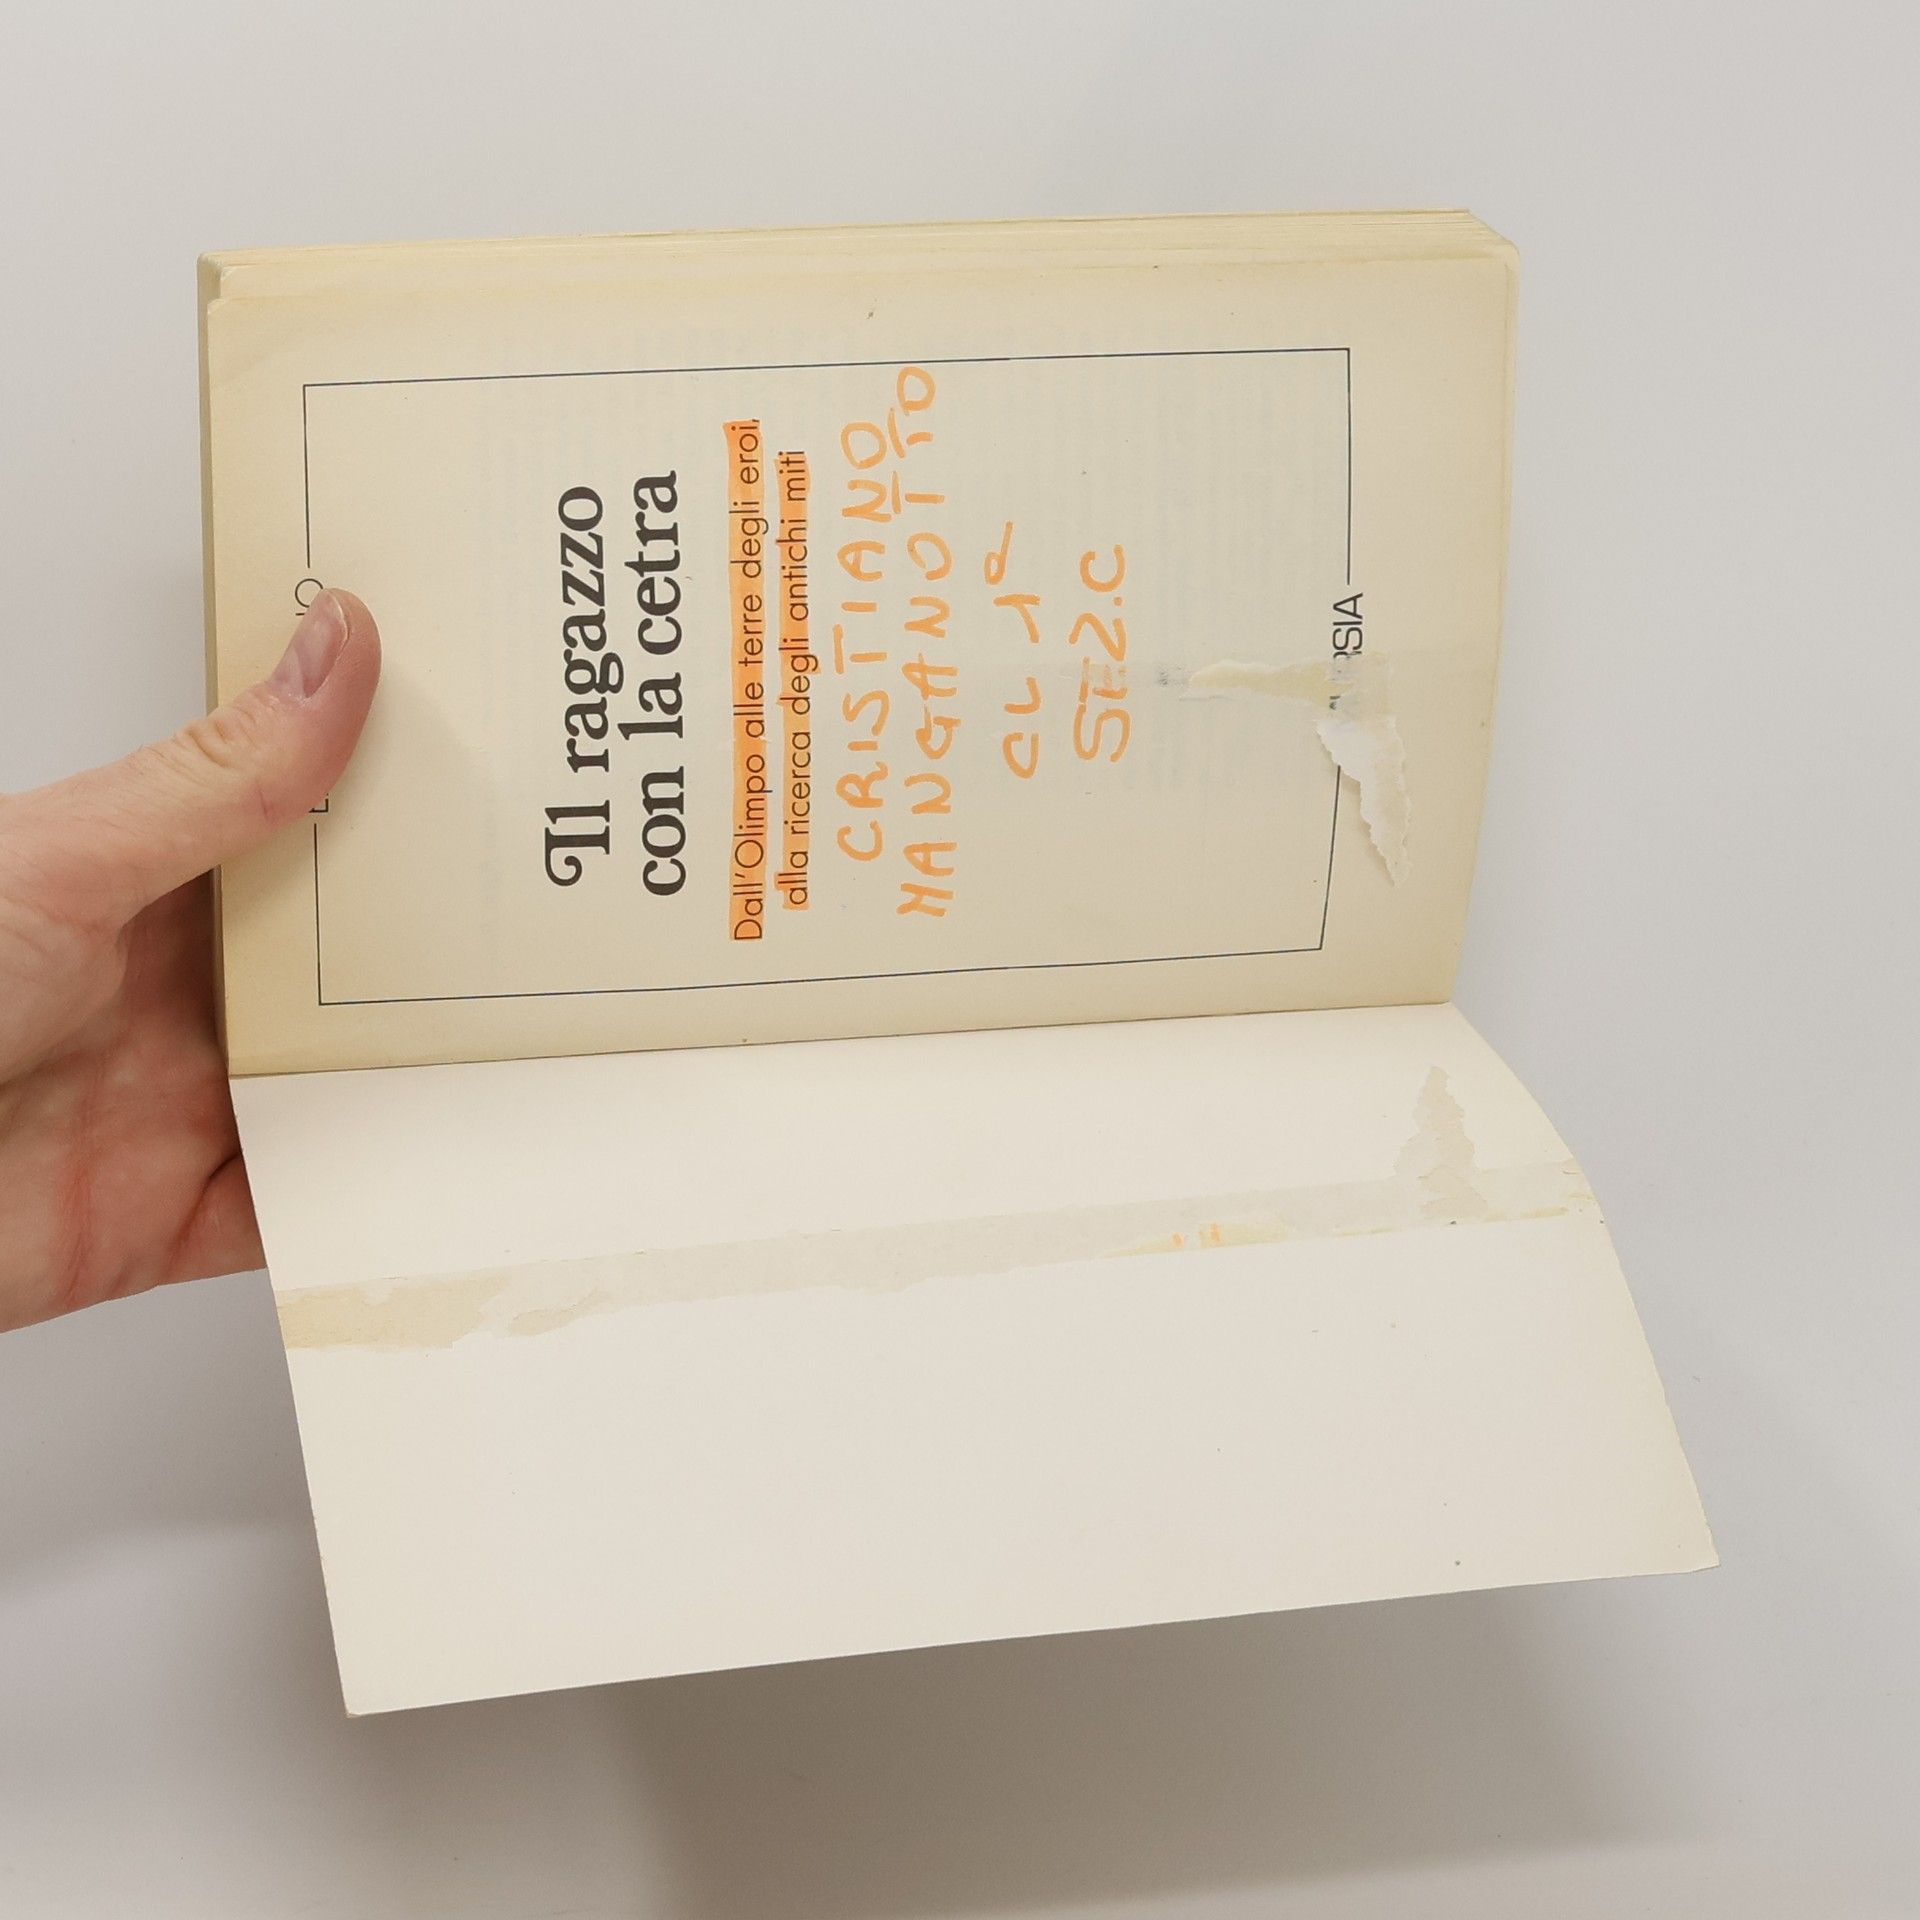 Il ragazzo
con la cetra
Dall'Olimpo alle terre degli eroi,
alla ricerca degli antichi miti
CRISTIANO
MANGANOTTO
CL 1ª
SEZ.C